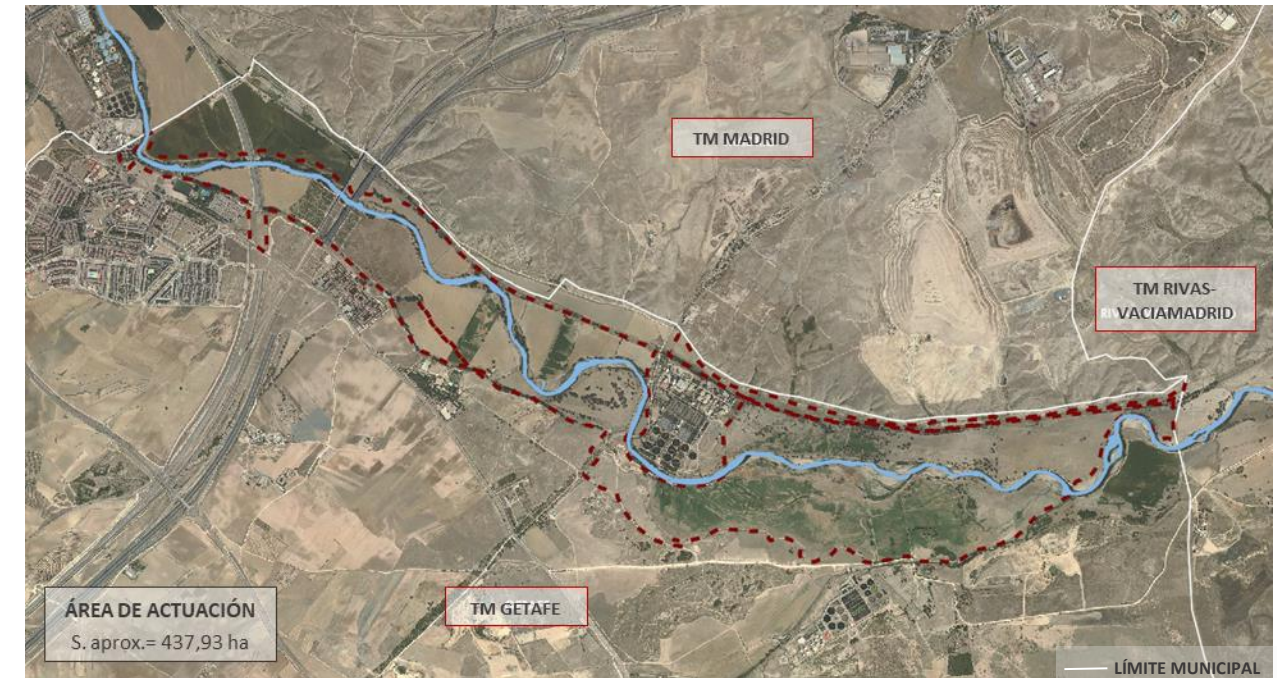 TM MADRID
TM RIVAS-
VACIAMADRID
ÁREA DE ACTUACIÓN
S. aprox.= 437,93 ha
TM GETAFE
LÍMITE MUNICIPAL